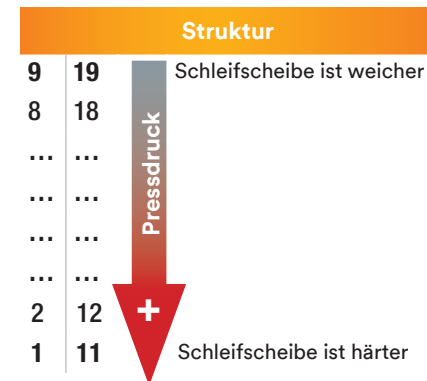 Struktur
9 19 Schleifscheibe ist weicher
8 18
... ...
... ...
... ...
... ...
2 12
1 11 Schleifscheibe ist härter
Pressdruck
+